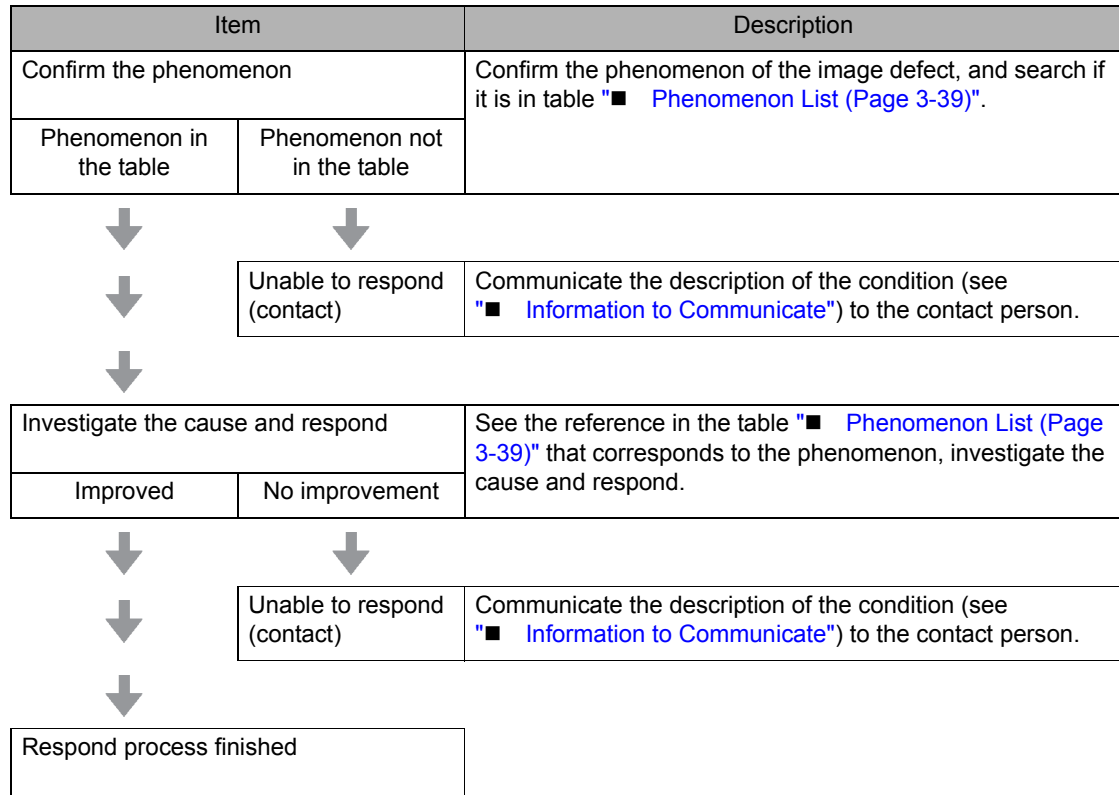 Item
Description
Confirm the phenomenon
Confirm the phenomenon of the image defect, and search if
it is in table "■ Phenomenon List (Page 3-39)".
Phenomenon in
the table
Phenomenon not
in the table
Unable to respond
(contact)
Communicate the description of the condition (see
"■ Information to Communicate") to the contact person.
Investigate the cause and respond
See the reference in the table "■ Phenomenon List (Page
3-39)" that corresponds to the phenomenon, investigate the
cause and respond.
Improved
No improvement
Unable to respond
(contact)
Communicate the description of the condition (see
"■ Information to Communicate") to the contact person.
Respond process finished